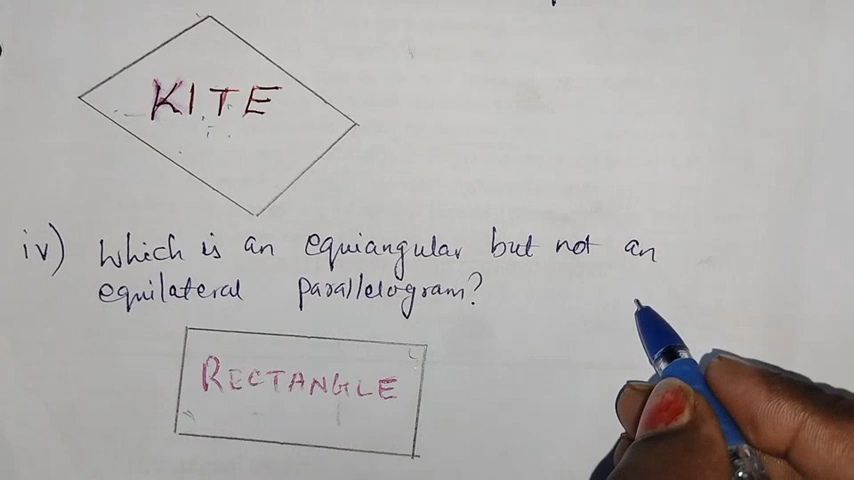 KITE
iv) Which is an equiangular but not an
equilateral parallelogram?
RECTANGLE